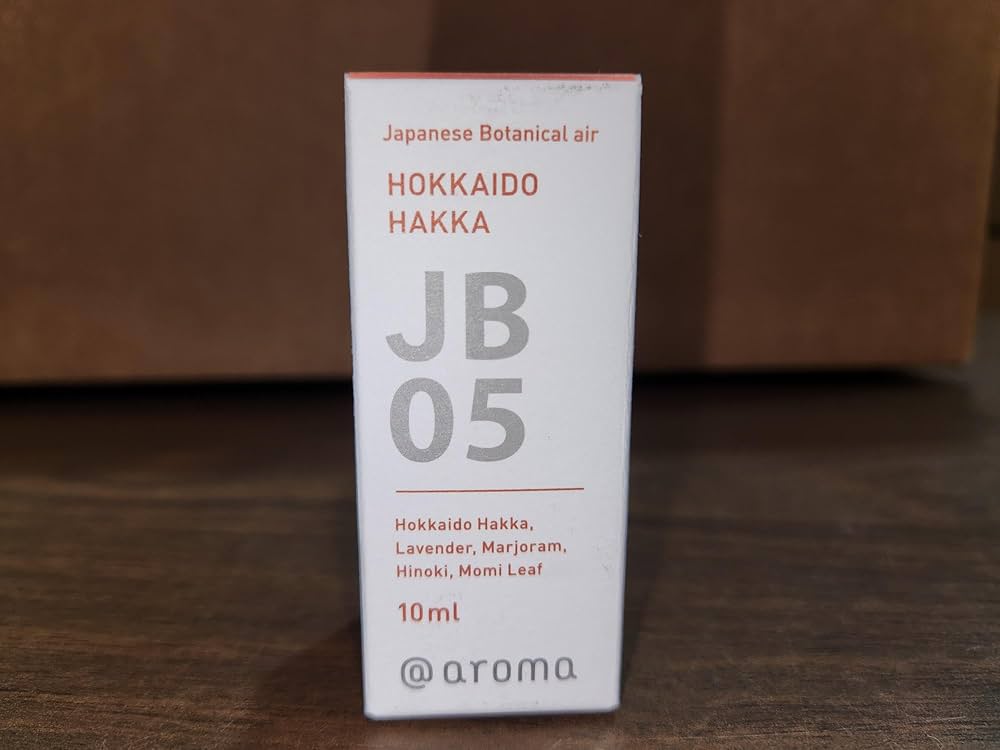 Japanese Botanical air
HOKKAIDO
HAKKA
JB
05
Hokkaido Hakka,
Lavender, Marjoram,
Hinoki, Momi Leaf
10ml
@aroma